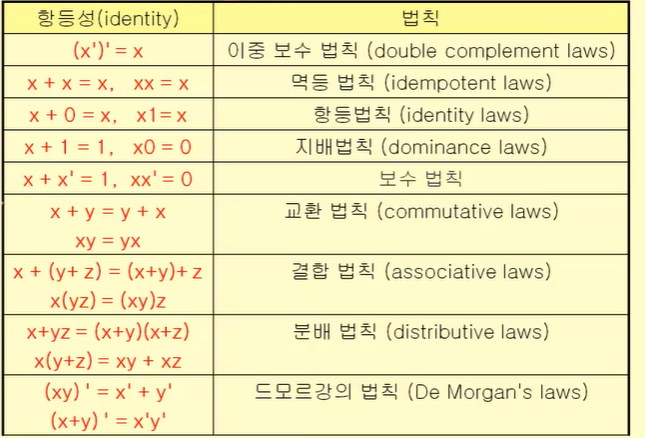 항등성(identity) 법칙
(x')' = x 이중 보수 법칙 (double complement laws)
x + x = x, xx = x 멱등 법칙 (idempotent laws)
x + 0 = x, x1= x 항등법칙 (identity laws)
x + 1 = 1, x0 = 0 지배법칙 (dominance laws)
x + x' = 1, xx' = 0 보수 법칙
x + y = y + x 교환 법칙 (commutative laws)
xy = yx
x + (y+ z) = (x+y)+ z 결합 법칙 (associative laws)
x(yz) = (xy)z
x+yz = (x+y)(x+z) 분배 법칙 (distributive laws)
x(y+z) = xy + xz
(xy) ' = x' + y' 드모르강의 법칙 (De Morgan's laws)
(x+y) ' = x'y'